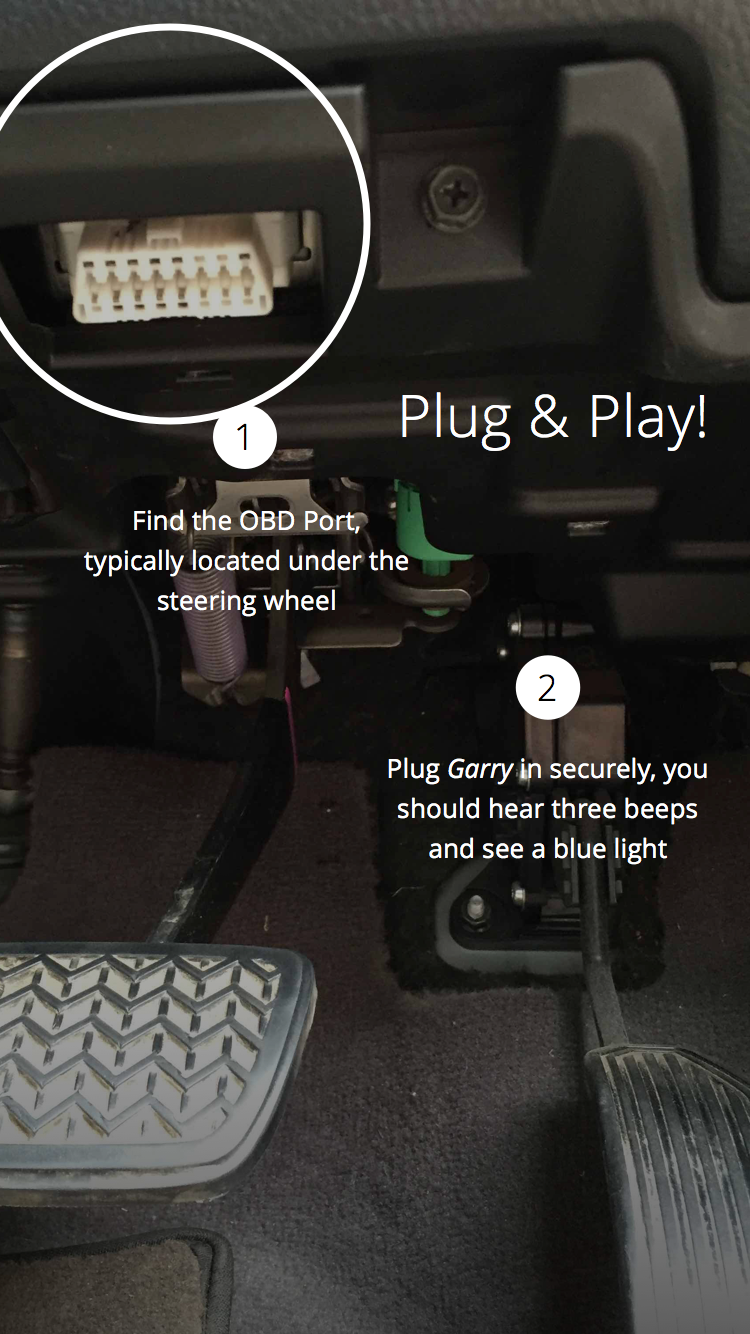 Plug & Play!
1
Find the OBD Port,
typically located under the
steering wheel
2
Plug Garry in securely, you
should hear three beeps
and see a blue light